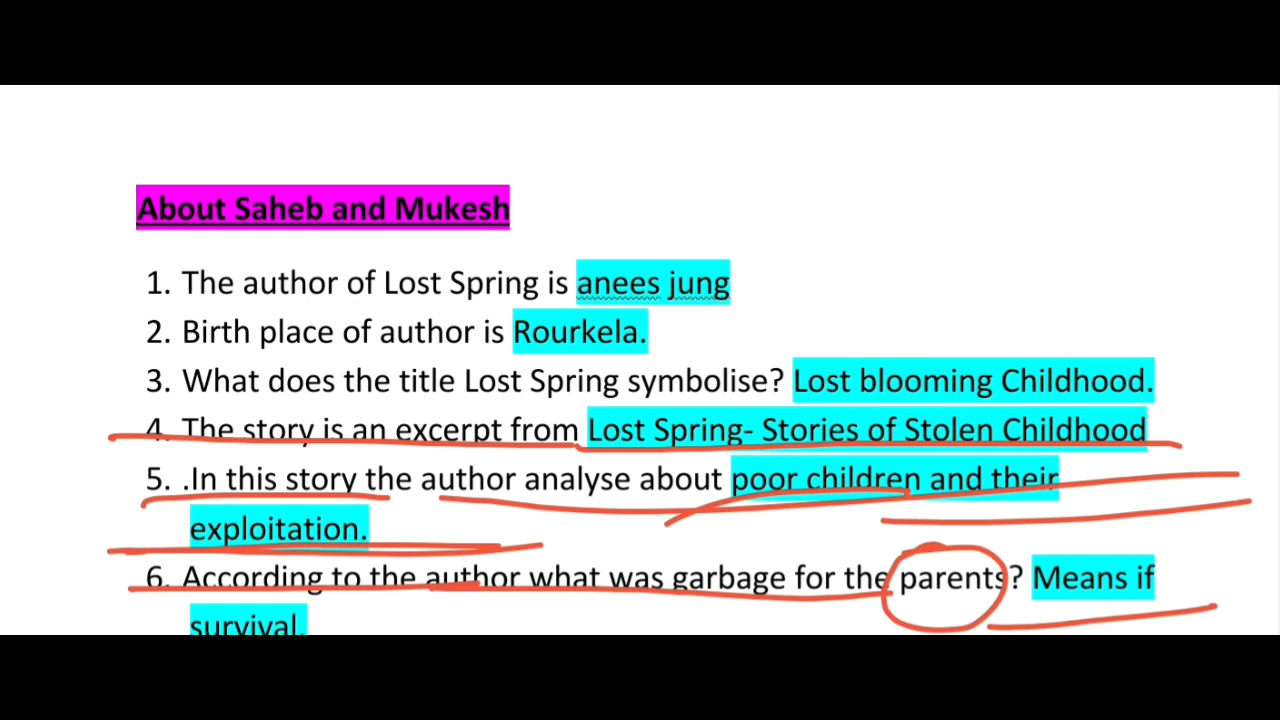 About Saheb and Mukesh
1. The author of Lost Spring is anees jung
2. Birth place of author is Rourkela.
3. What does the title Lost Spring symbolise? Lost blooming Childhood.
4. The story is an excerpt from Lost Spring- Stories of Stolen Childhood
5. .In this story the author analyse about poor children and their
exploitation.
6. According to the author what was garbage for the parents? Means if
survival.